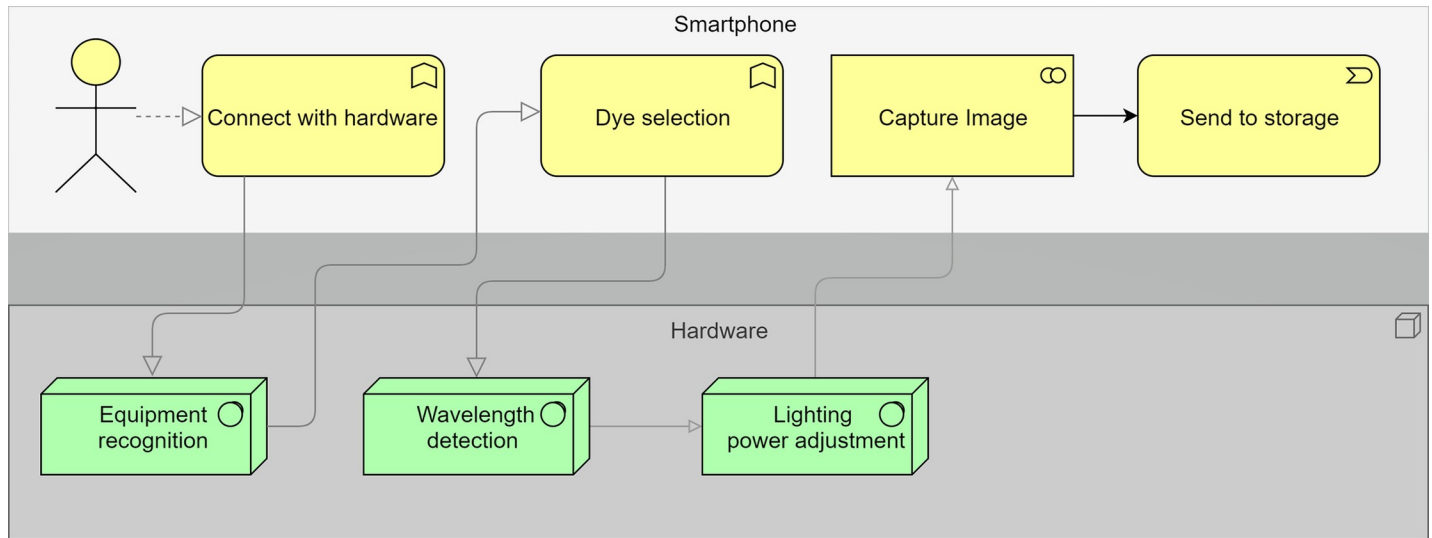 Smartphone
Connect with hardware
Dye selection
Capture Image
Send to storage
Hardware
Equipment
recognition
Wavelength
detection
Lighting
power adjustment